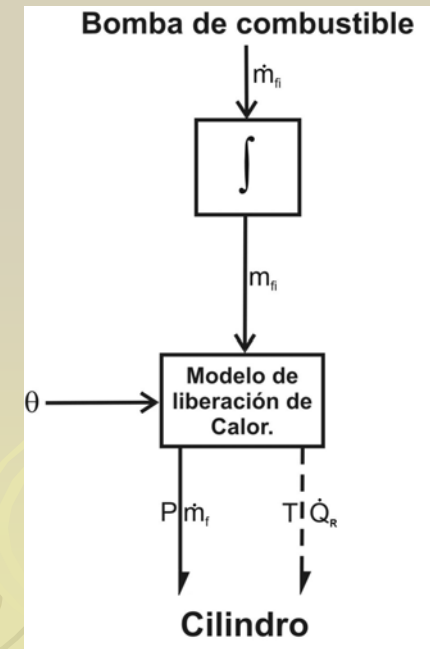 Bomba de combustible
ṁfi
∫
mfi
Modelo de
liberación de
Calor.
θ
P ṁf
T Q̇R
Cilindro